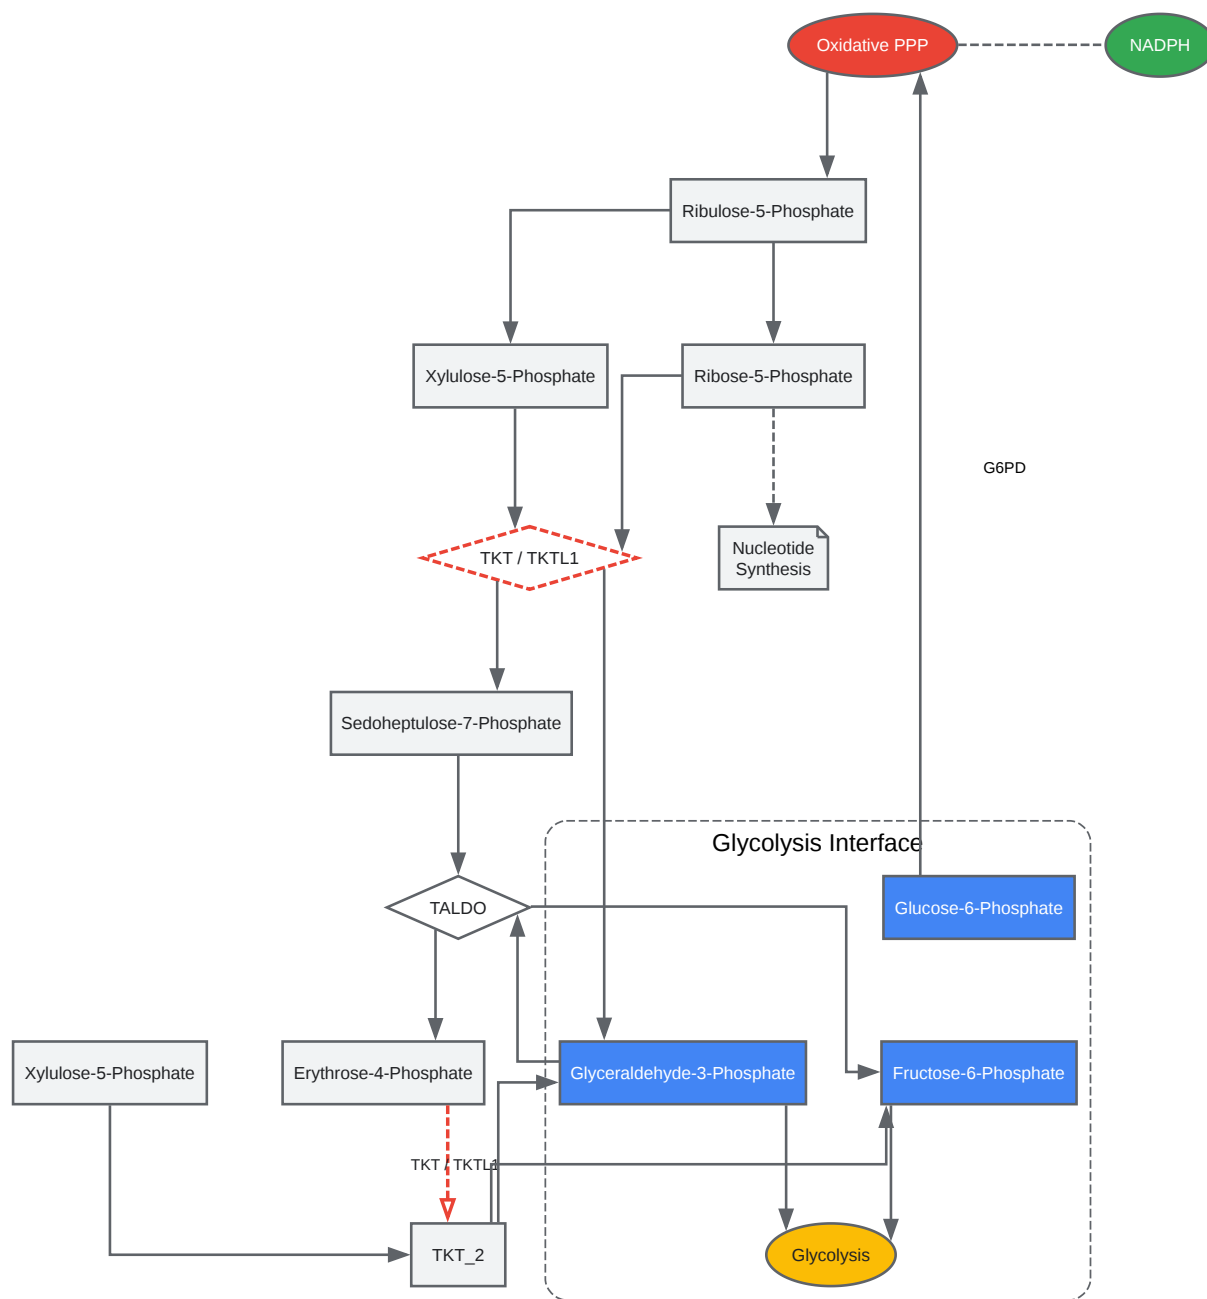 Oxidative PPP
NADPH
Ribulose-5-Phosphate
Xylulose-5-Phosphate
Ribose-5-Phosphate
G6PD
TKT / TKTL1
Nucleotide
Synthesis
Sedoheptulose-7-Phosphate
Glycolysis Interface
TALDO
Glucose-6-Phosphate
Xylulose-5-Phosphate
Erythrose-4-Phosphate
Glyceraldehyde-3-Phosphate
Fructose-6-Phosphate
TKT / TKTL1
TKT_2
Glycolysis